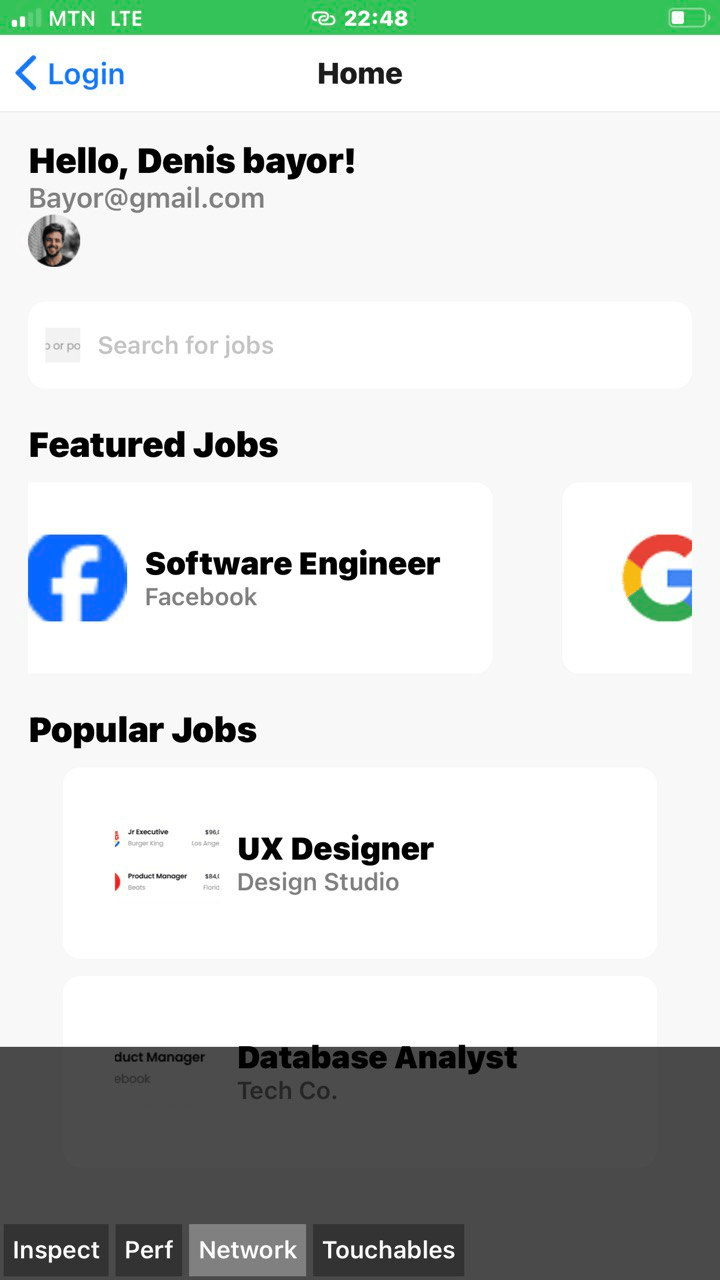 MTN LTE 22:48
Login Home
Hello, Denis bayor!
Bayor@gmail.com
o or po Search for jobs
Featured Jobs
Software Engineer
Facebook
Popular Jobs
Jr Executive $96,(
Burger King Los Ange
Product Manager $84,(
Beats Florid
UX Designer
Design Studio
duct Manager
ebook
Database Analyst
Tech Co.
Inspect Perf Network Touchables